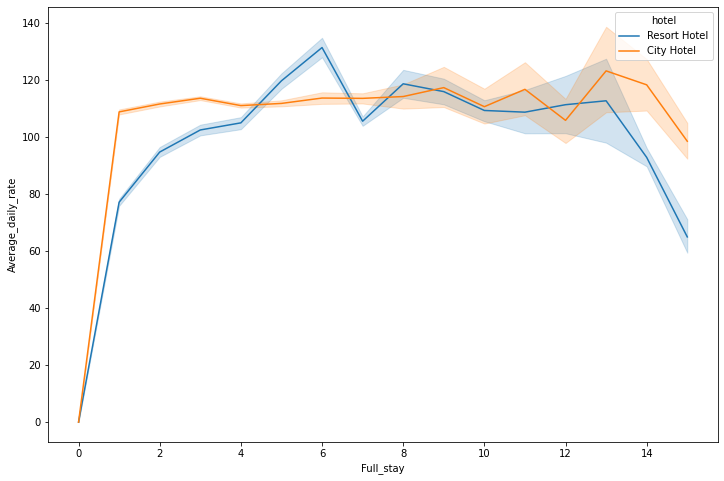 hotel
Resort Hotel
City Hotel
140
120
100
80
60
40
20
0
Average_daily_rate
0 2 4 6 8 10 12 14
Full_stay